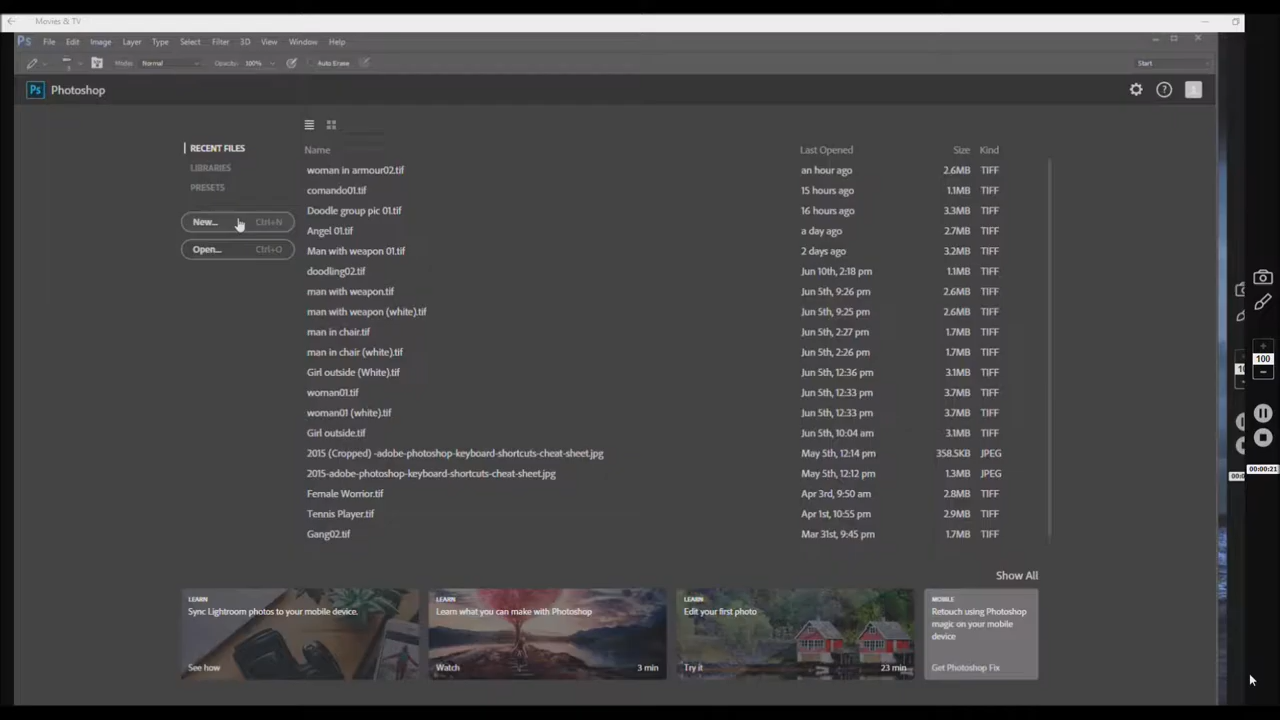 Movies & TV
Ps File Edit Image Layer Type Select Filter 3D View Window Help
Mode: Normal Opacity: 100% Auto Erase Start
Ps Photoshop
RECENT FILES
LIBRARIES
PRESETS
New... Ctrl+N
Open... Ctrl+O
Name Last Opened Size Kind
woman in armour02.tif an hour ago 2.6MB TIFF
comando01.tif 15 hours ago 1.1MB TIFF
Doodle group pic 01.tif 16 hours ago 3.3MB TIFF
Angel 01.tif a day ago 2.7MB TIFF
Man with weapon 01.tif 2 days ago 3.2MB TIFF
doodling02.tif Jun 10th, 2:18 pm 1.1MB TIFF
man with weapon.tif Jun 5th, 9:26 pm 2.6MB TIFF
man with weapon (white).tif Jun 5th, 9:25 pm 2.6MB TIFF
man in chair.tif Jun 5th, 2:27 pm 1.7MB TIFF
man in chair (white).tif Jun 5th, 2:26 pm 1.7MB TIFF
Girl outside (White).tif Jun 5th, 12:36 pm 3.1MB TIFF
woman01.tif Jun 5th, 12:33 pm 3.7MB TIFF
woman01 (white).tif Jun 5th, 12:33 pm 3.7MB TIFF
Girl outside.tif Jun 5th, 10:04 am 3.1MB TIFF
2015 (Cropped) -adobe-photoshop-keyboard-shortcuts-cheat-sheet.jpg May 5th, 12:14 pm 358.5KB JPEG
2015-adobe-photoshop-keyboard-shortcuts-cheat-sheet.jpg May 5th, 12:12 pm 1.3MB JPEG
Female Worrior.tif Apr 3rd, 9:50 am 2.8MB TIFF
Tennis Player.tif Apr 1st, 10:55 pm 2.9MB TIFF
Gang02.tif Mar 31st, 9:45 pm 1.7MB TIFF
Show All
LEARN
Sync Lightroom photos to your mobile device.
See how
LEARN
Learn what you can make with Photoshop
Watch 3 min
LEARN
Edit your first photo
Try it 23 min
MOBILE
Retouch using Photoshop
magic on your mobile
device
Get Photoshop Fix
100
00:00:21